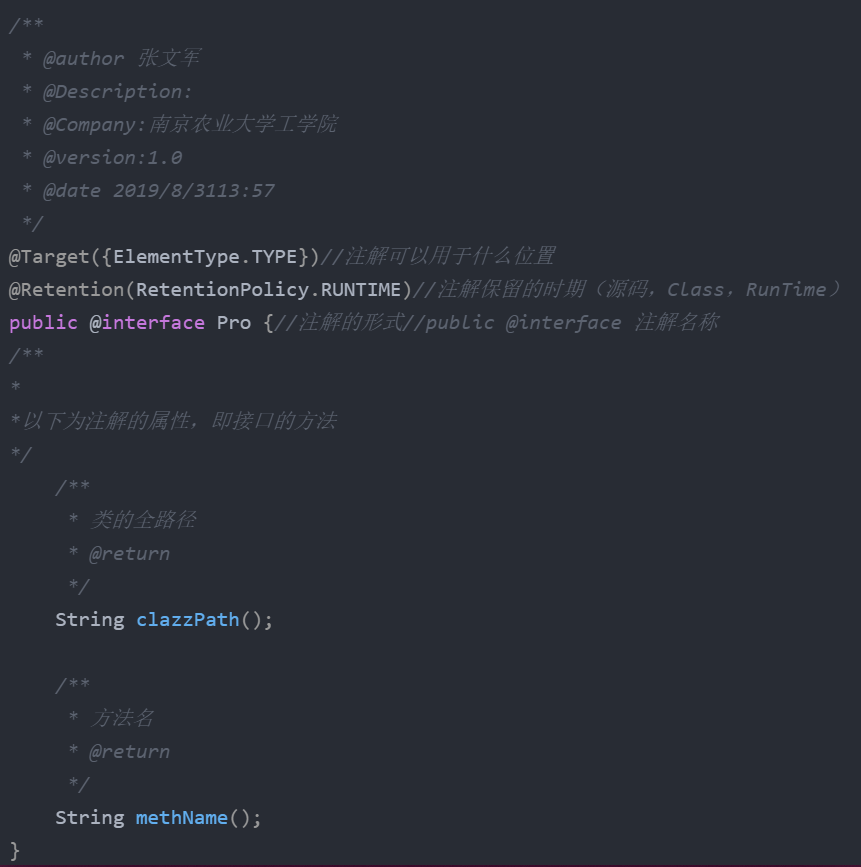 /**
 * @author 张文军
 * @Description:
 * @Company:南京农业大学工学院
 * @version:1.0
 * @date 2019/8/3113:57
 */
@Target({ElementType.TYPE})//注解可以用于什么位置
@Retention(RetentionPolicy.RUNTIME)//注解保留的时期（源码，Class，RunTime）
public @interface Pro {//注解的形式//public @interface 注解名称
/**
*
*以下为注解的属性，即接口的方法
*/
    /**
     * 类的全路径
     * @return
     */
    String clazzPath();

    /**
     * 方法名
     * @return
     */
    String methName();
}